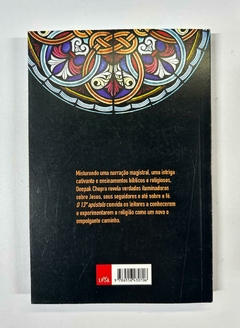 Misturando uma narração magistral, uma intriga
cativante e ensinamentos bíblicos e religiosos,
Deepak Chopra revela verdades iluminadoras
sobre Jesus, seus seguidores e até sobre a fé.
O 13º apóstolo convida os leitores a conhecerem
e experimentarem a religião como um novo e
empolgante caminho.
LeYa